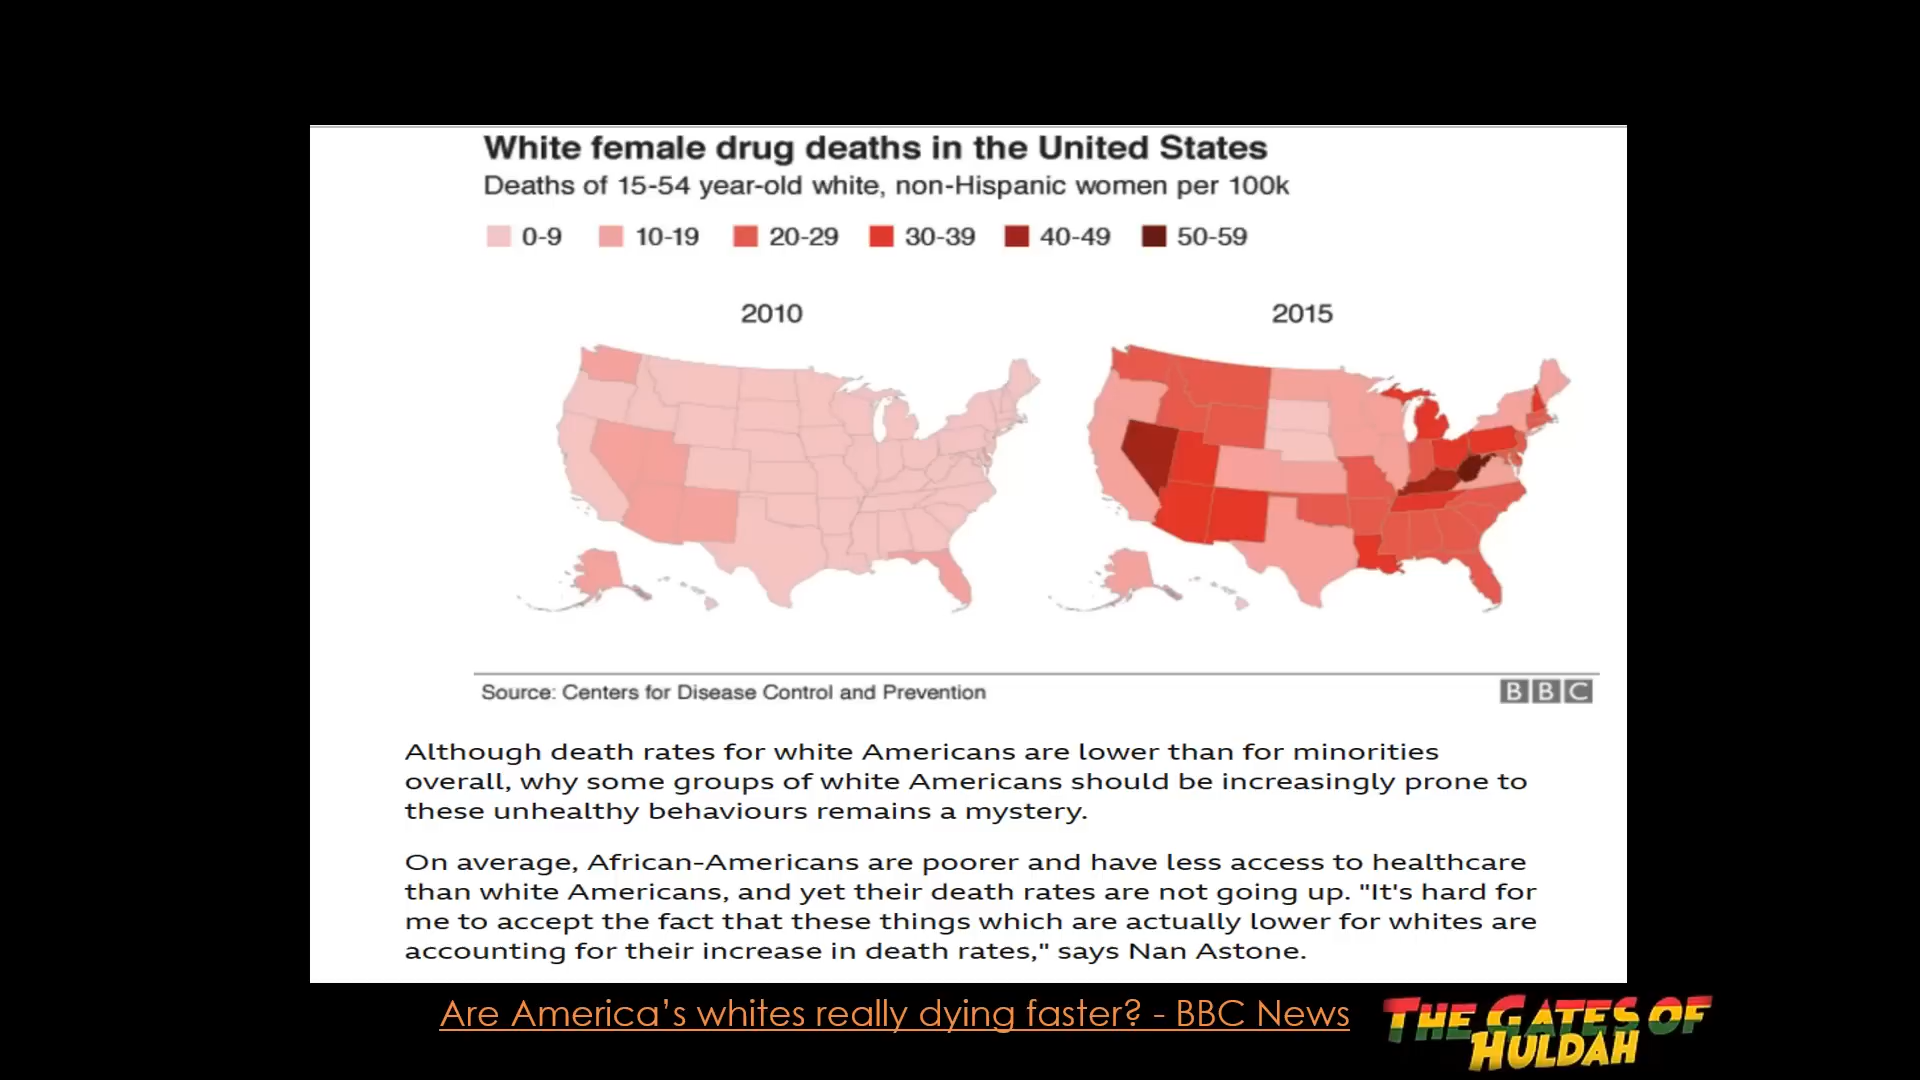 White female drug deaths in the United States
Deaths of 15-54 year-old white, non-Hispanic women per 100k
0-9 10-19 20-29 30-39 40-49 50-59
2010 2015
Source: Centers for Disease Control and Prevention BBC
Although death rates for white Americans are lower than for minorities
overall, why some groups of white Americans should be increasingly prone to
these unhealthy behaviours remains a mystery.
On average, African-Americans are poorer and have less access to healthcare
than white Americans, and yet their death rates are not going up. "It's hard for
me to accept the fact that these things which are actually lower for whites are
accounting for their increase in death rates," says Nan Astone.
Are America’s whites really dying faster? - BBC News
THE GATES OF
HULDAH